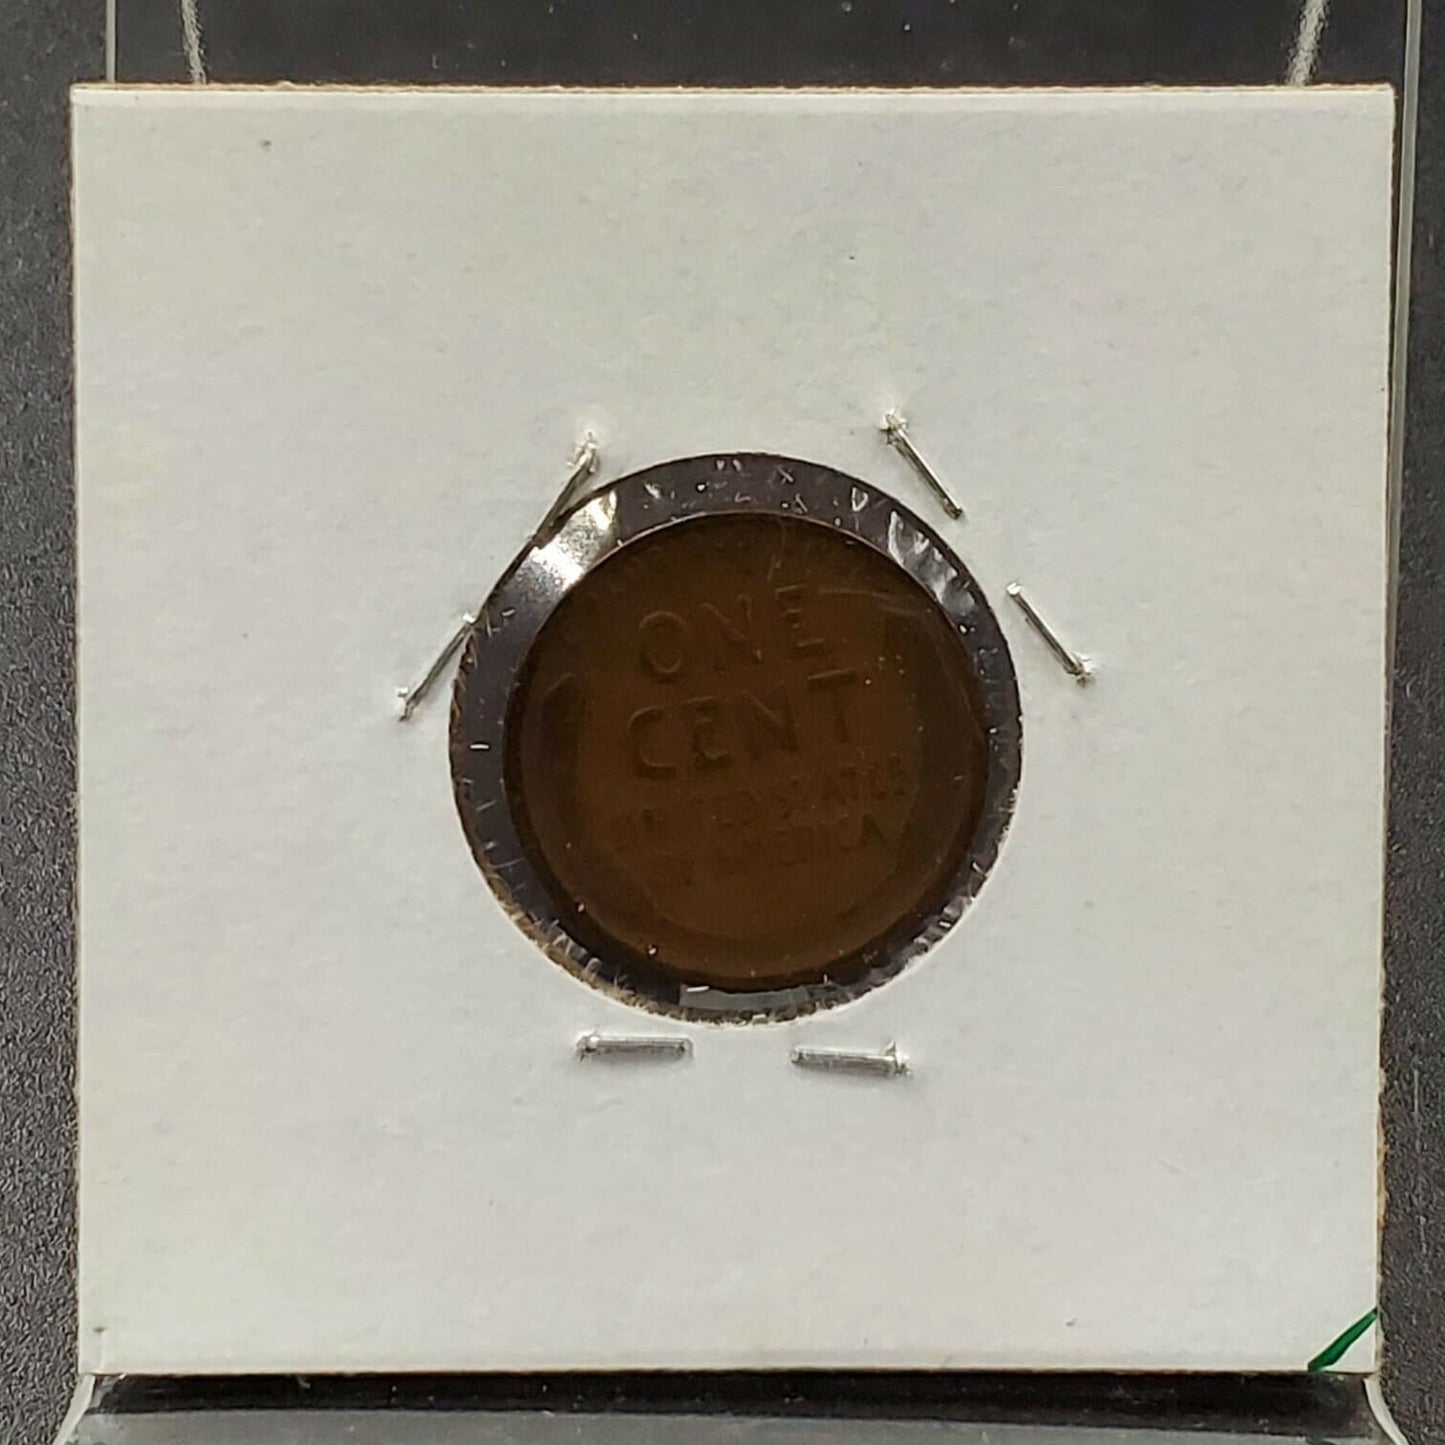 ONE
CENT
UNITED STATES
OF AMERICA